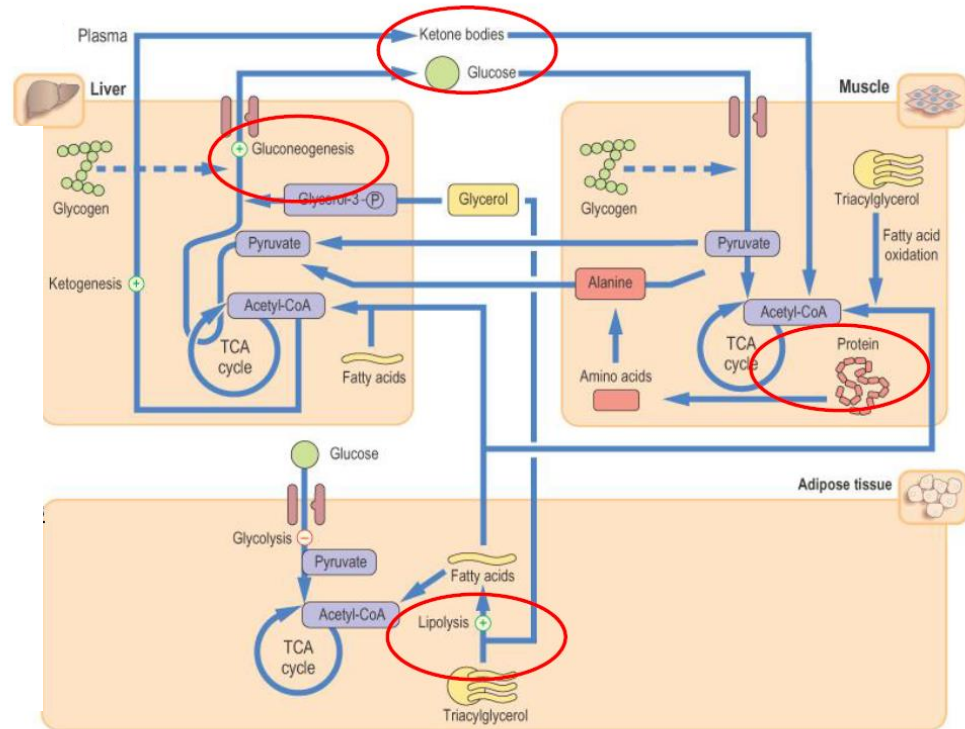 Plasma
Ketone bodies
Glucose
Liver
Muscle
+
Gluconeogenesis
Glycogen
Glycerol-3-P
Glycerol
Glycogen
Triacylglycerol
Pyruvate
Pyruvate
Fatty acid
oxidation
Ketogenesis +
Alanine
Acetyl-CoA
Acetyl-CoA
TCA
cycle
Fatty acids
TCA
cycle
Protein
Amino acids
Glucose
Adipose tissue
Glycolysis −
Pyruvate
Fatty acids
Acetyl-CoA
Lipolysis +
TCA
cycle
Triacylglycerol